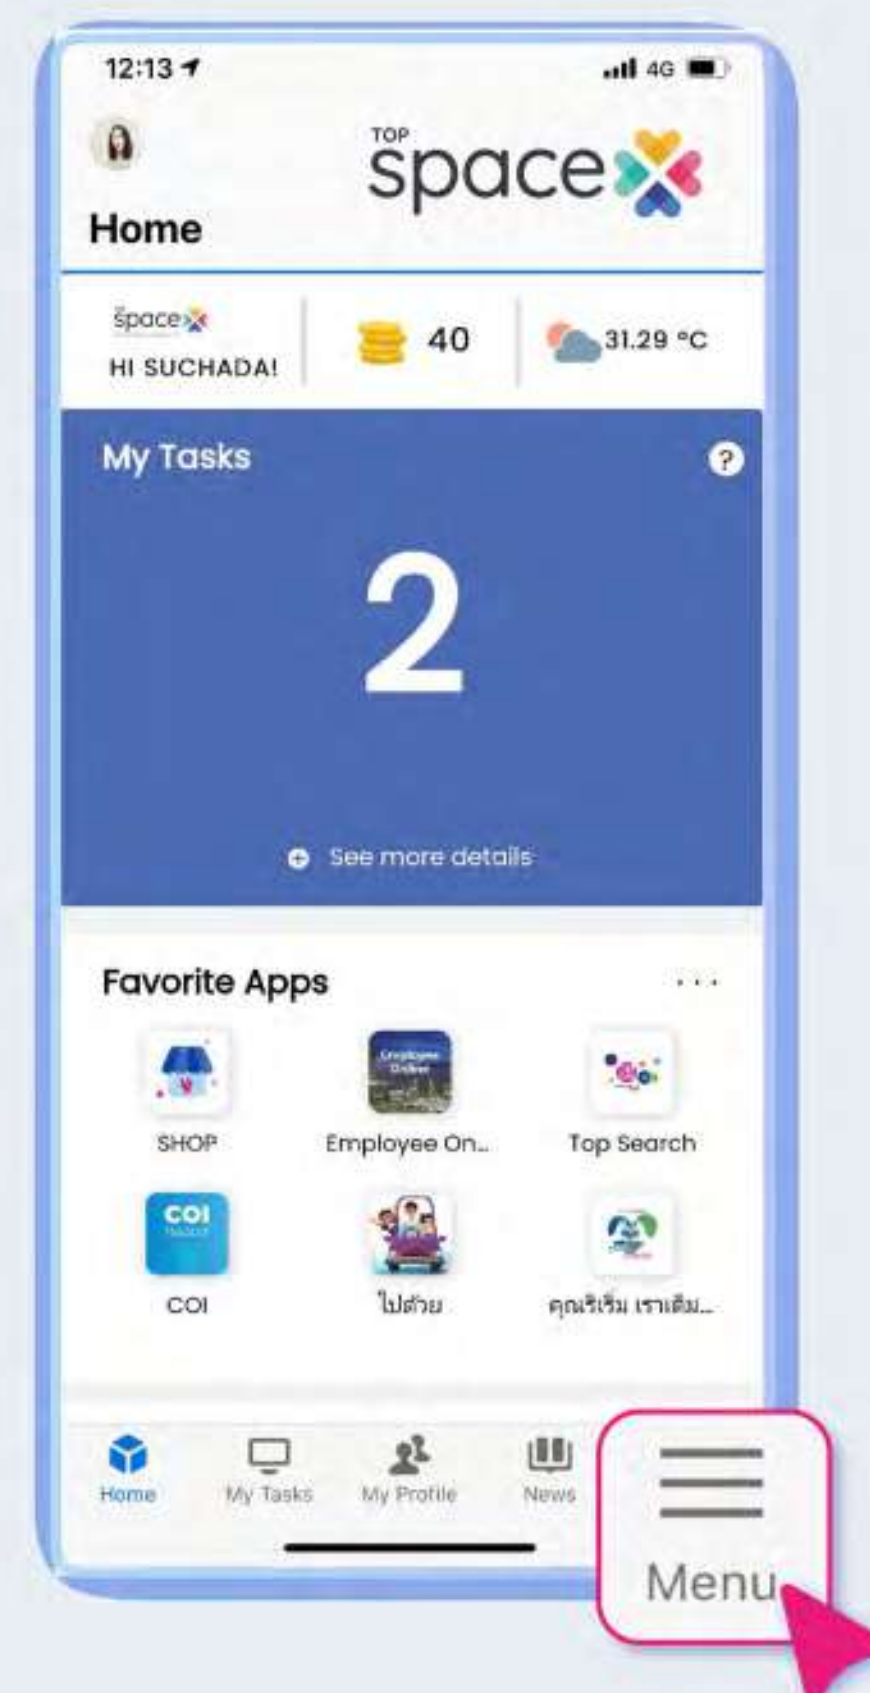 12:13
4G
TOP
space
Home
space
HI SUCHADA!
40
31.29 °C
My Tasks
?
2
See more details
Favorite Apps
...
Employee
Online
SHOP
Employee On...
Top Search
COI
COI
ไปด้วย
คุณริเริ่ม เราเติม...
Home
My Tasks
My Profile
News
Menu